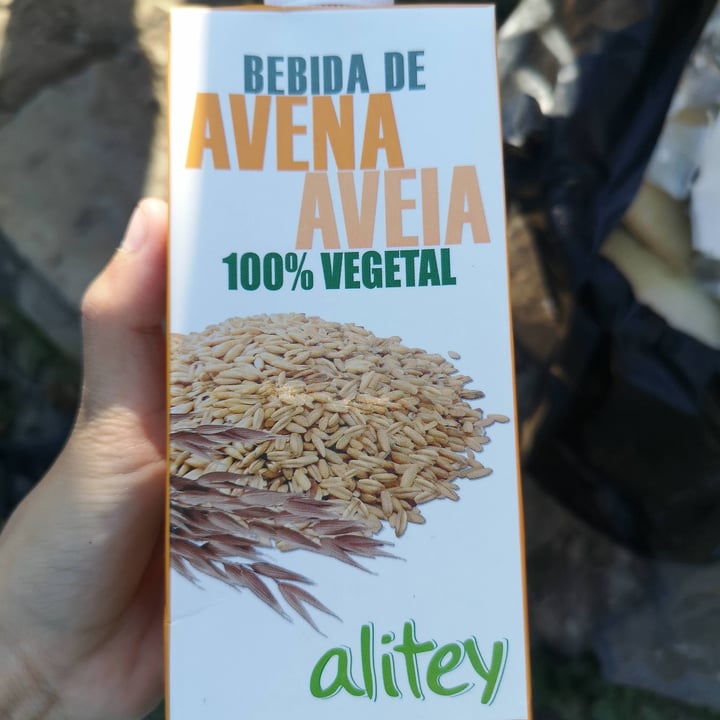 BEBIDA DE
AVENA
AVEIA
100% VEGETAL
alitey